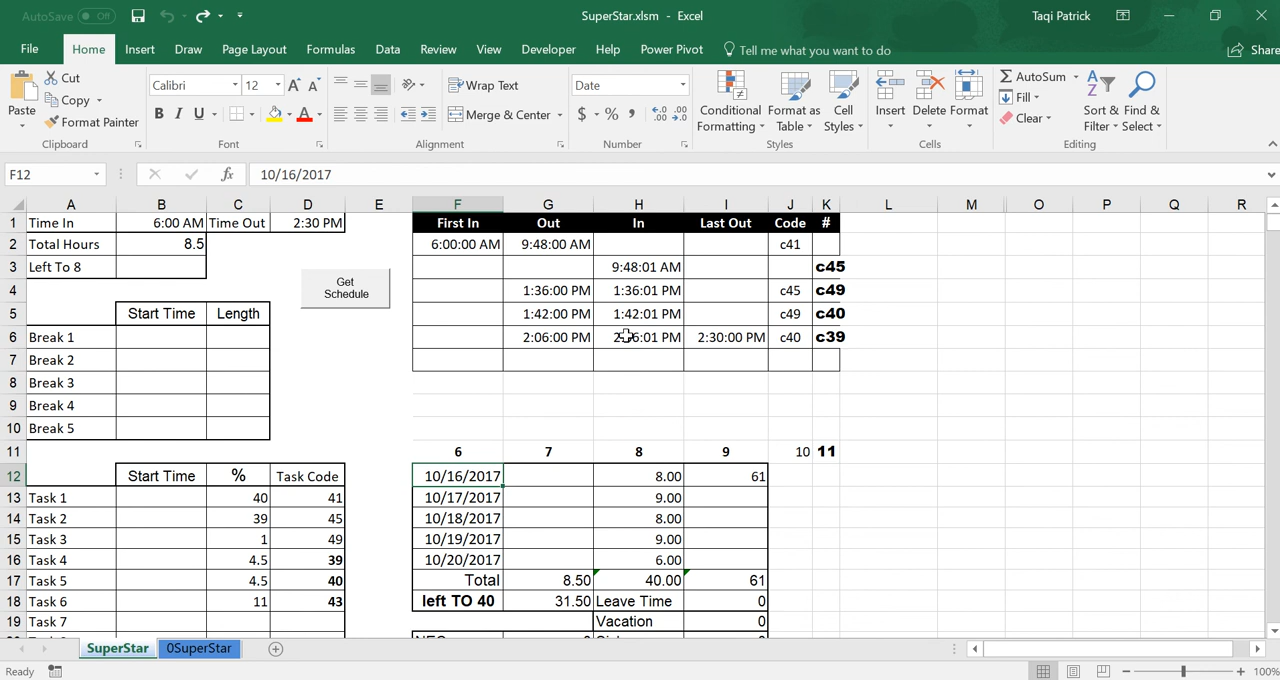 AutoSave Off SuperStar.xlsm - Excel Taqi Patrick
File Home Insert Draw Page Layout Formulas Data Review View Developer Help Power Pivot Tell me what you want to do Share
Paste Cut Copy Format Painter Clipboard
Calibri 12 A A B I U A Font
Wrap Text Merge & Center Alignment
Date $ % , Number
Conditional Formatting Format as Table Cell Styles Styles
Insert Delete Format Cells
AutoSum Fill Clear Sort & Filter Find & Select Editing
F12 fx 10/16/2017
A B C D E F G H I J K L M O P Q R
1 Time In 6:00 AM Time Out 2:30 PM First In Out In Last Out Code #
2 Total Hours 8.5 6:00:00 AM 9:48:00 AM c41
3 Left To 8 9:48:01 AM c45
Get Schedule
4 1:36:00 PM 1:36:01 PM c45 c49
5 Start Time Length 1:42:00 PM 1:42:01 PM c49 c40
6 Break 1 2:06:00 PM 2:30:00 PM c40 c39
7 Break 2
8 Break 3
9 Break 4
10 Break 5
11 6 7 8 9 10 11
12 Start Time % Task Code 10/16/2017 8.00 61
13 Task 1 40 41 10/17/2017 9.00
14 Task 2 39 45 10/18/2017 8.00
15 Task 3 1 49 10/19/2017 9.00
16 Task 4 4.5 39 10/20/2017 6.00
17 Task 5 4.5 40 Total 8.50 40.00 61
18 Task 6 11 43 left TO 40 31.50 Leave Time 0
19 Task 7 Vacation 0
SuperStar 0SuperStar
Ready 100%